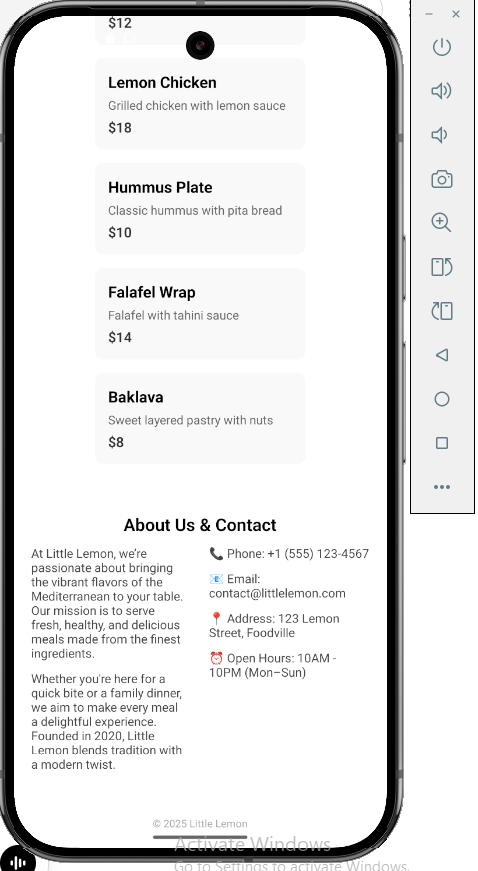 $12
Lemon Chicken
Grilled chicken with lemon sauce
$18
Hummus Plate
Classic hummus with pita bread
$10
Falafel Wrap
Falafel with tahini sauce
$14
Baklava
Sweet layered pastry with nuts
$8
About Us & Contact
At Little Lemon, we’re
passionate about bringing
the vibrant flavors of the
Mediterranean to your table.
Our mission is to serve
fresh, healthy, and delicious
meals made from the finest
ingredients.
Whether you're here for a
quick bite or a family dinner,
we aim to make every meal
a delightful experience.
Founded in 2020, Little
Lemon blends tradition with
a modern twist.
📞 Phone: +1 (555) 123-4567
📧 Email:
contact@littlelemon.com
📍 Address: 123 Lemon
Street, Foodville
⏰ Open Hours: 10AM -
10PM (Mon–Sun)
© 2025 Little Lemon
Activate Windows
Go to Settings to activate Windows.